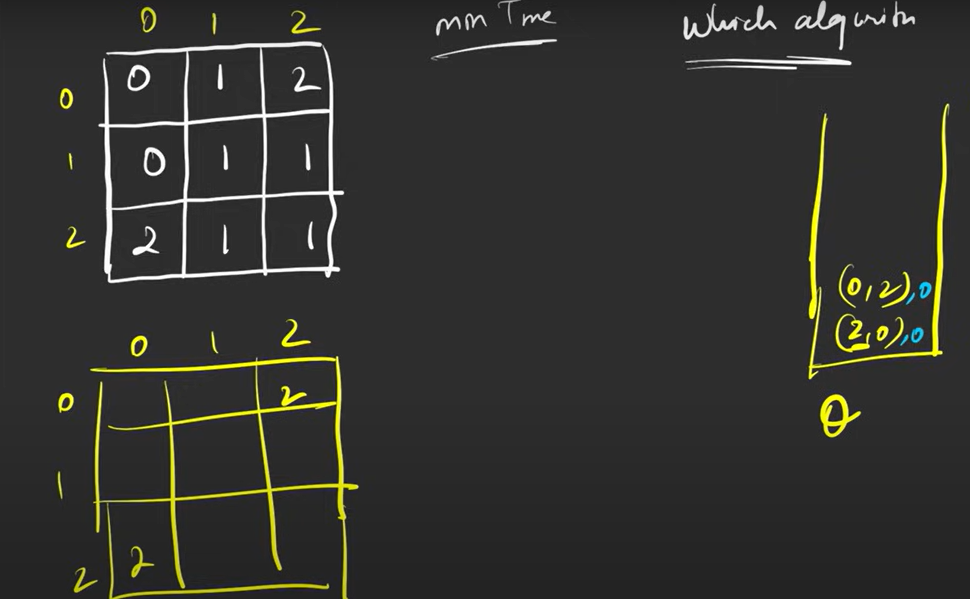 0 1 2
min Time
Which algorithm
0 0 1 2
1 0 1 1
2 2 1 1
(0,2),0
(2,0),0
Q
0 1 2
0 2
1
2 2